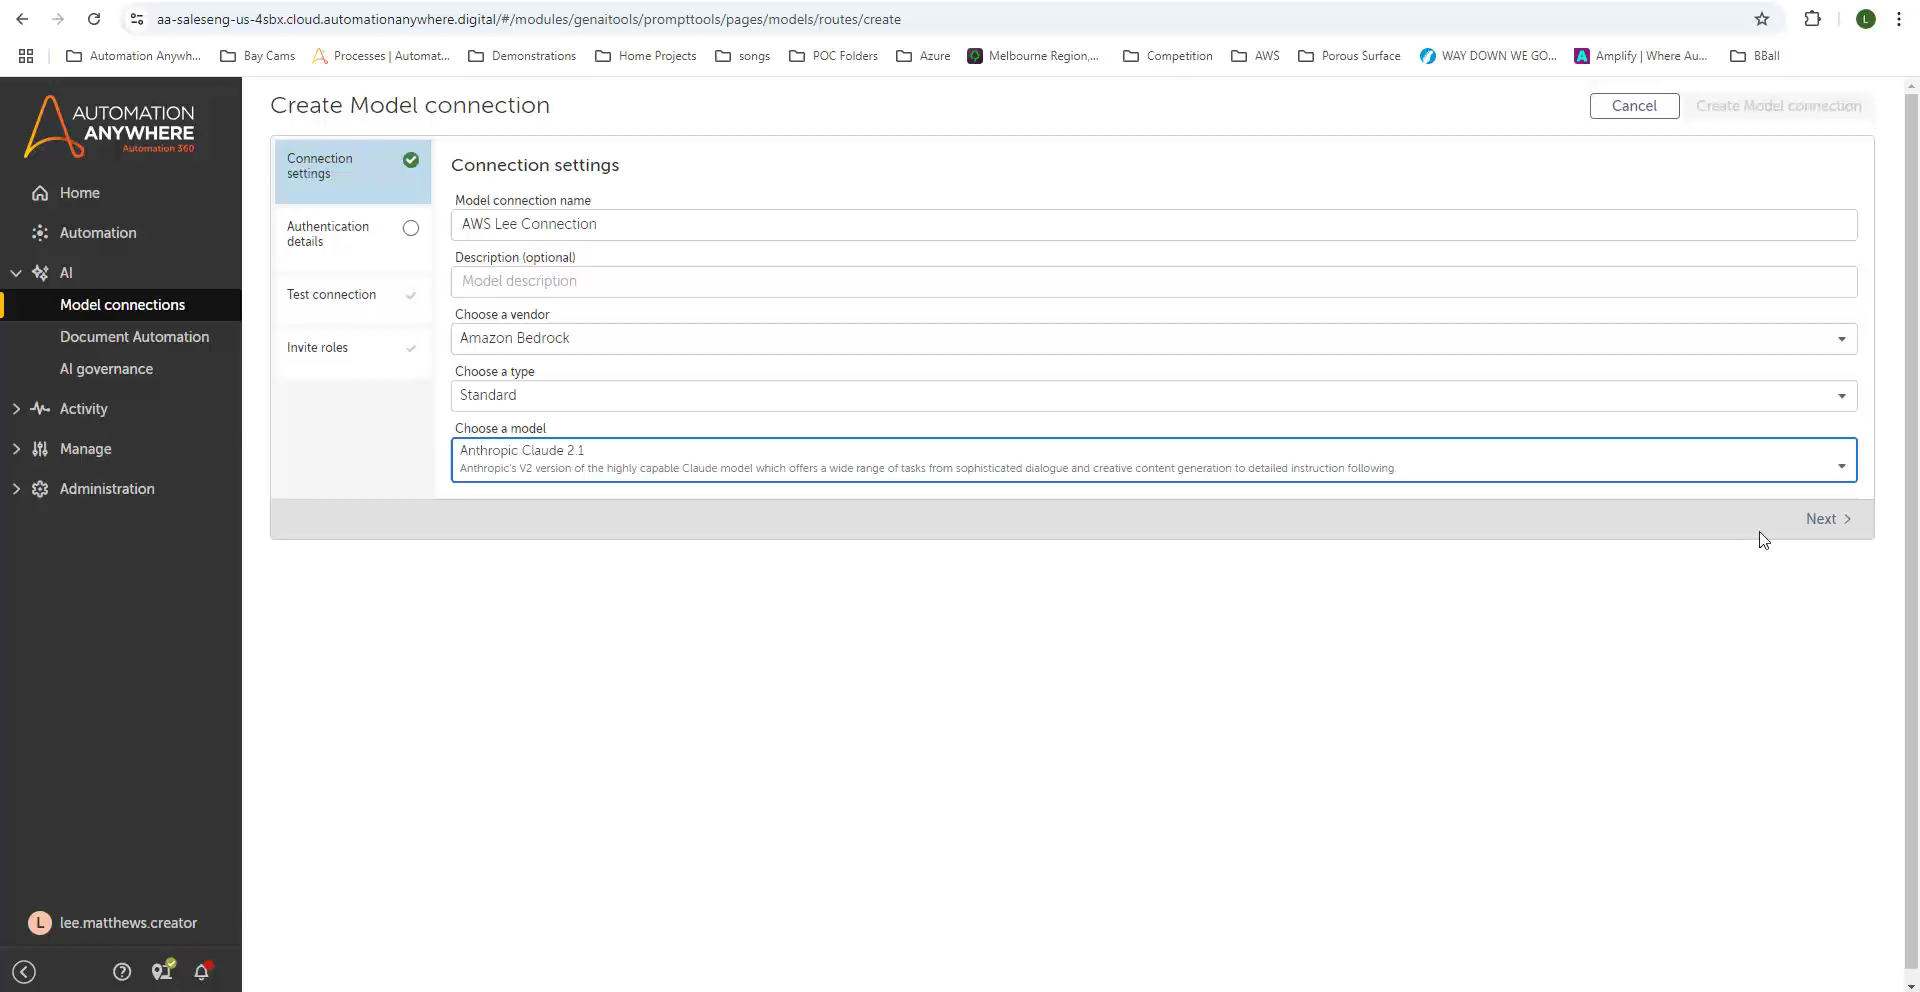 aa-saleseng-us-4sbx.cloud.automationanywhere.digital/#/modules/genaitools/prompttools/pages/models/routes/create
L
Automation Anywh...
Bay Cams
Processes | Automat...
Demonstrations
Home Projects
songs
POC Folders
Azure
Melbourne Region,...
Competition
AWS
Porous Surface
WAY DOWN WE GO...
Amplify | Where Au...
BBall
AUTOMATION
ANYWHERE
Automation 360
Home
Automation
AI
Model connections
Document Automation
AI governance
Activity
Manage
Administration
L
lee.matthews.creator
Create Model connection
Cancel
Create Model connection
Connection
settings
Authentication
details
Test connection
Invite roles
Connection settings
Model connection name
AWS Lee Connection
Description (optional)
Model description
Choose a vendor
Amazon Bedrock
Choose a type
Standard
Choose a model
Anthropic Claude 2.1
Anthropic's V2 version of the highly capable Claude model which offers a wide range of tasks from sophisticated dialogue and creative content generation to detailed instruction following.
Next